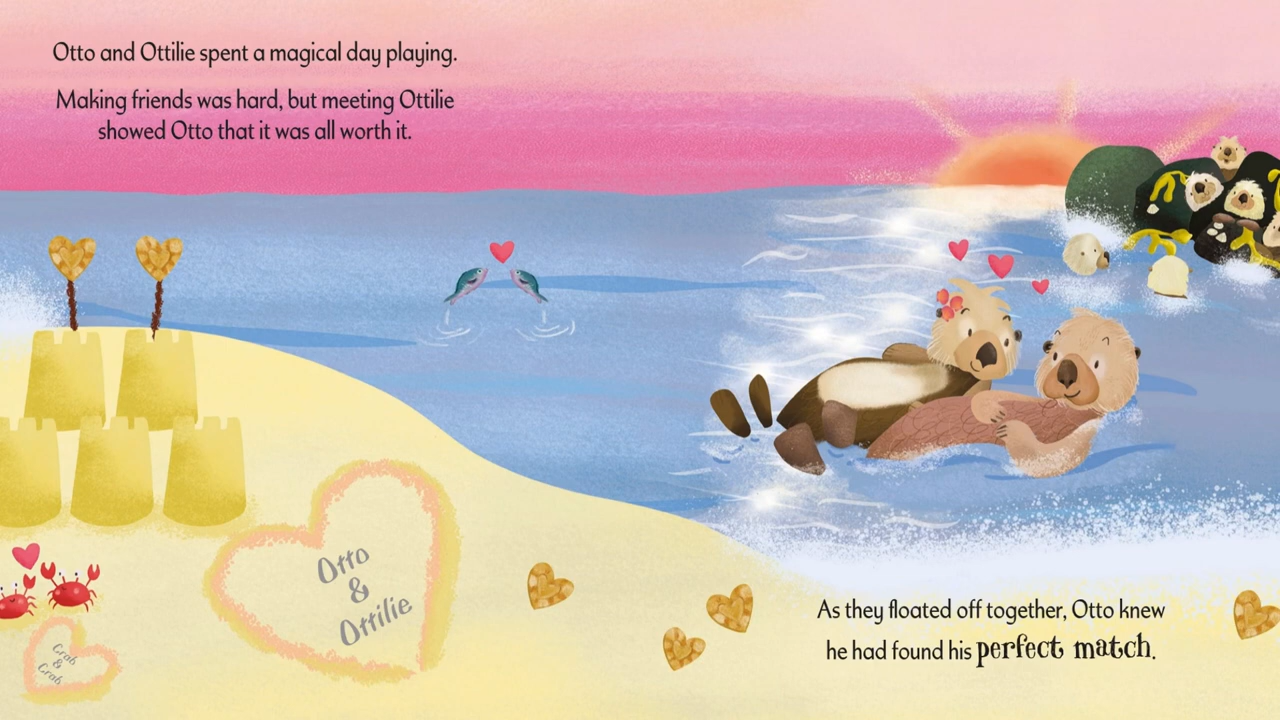 Otto and Ottilie spent a magical day playing.
Making friends was hard, but meeting Ottilie
showed Otto that it was all worth it.
Otto
&
Ottilie
Crab
&
Crab
As they floated off together, Otto knew
he had found his perfect match.